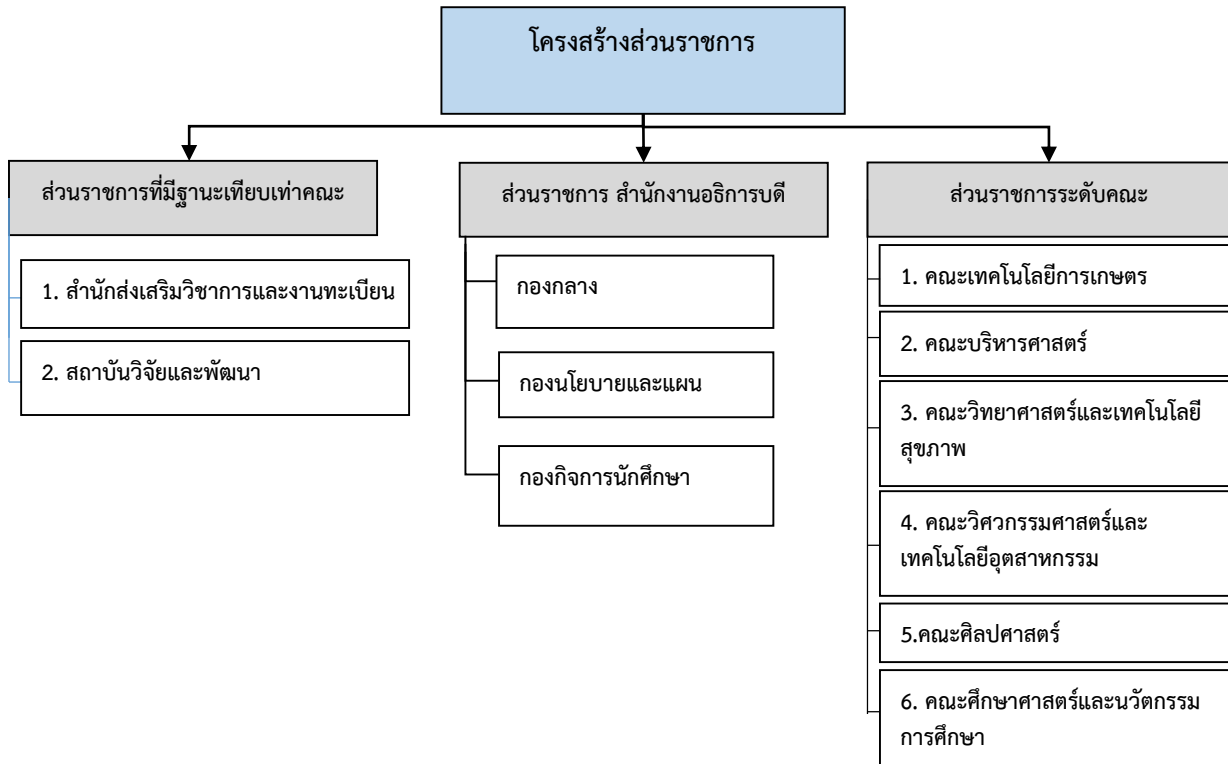 โครงสร้างส่วนราชการ
ส่วนราชการที่มีฐานะเทียบเท่าคณะ
1. สำนักส่งเสริมวิชาการและงานทะเบียน
2. สถาบันวิจัยและพัฒนา
ส่วนราชการ สำนักงานอธิการบดี
กองกลาง
กองนโยบายและแผน
กองกิจการนักศึกษา
ส่วนราชการระดับคณะ
1. คณะเทคโนโลยีการเกษตร
2. คณะบริหารศาสตร์
3. คณะวิทยาศาสตร์และเทคโนโลยี
สุขภาพ
4. คณะวิศวกรรมศาสตร์และ
เทคโนโลยีอุตสาหกรรม
5.คณะศิลปศาสตร์
6. คณะศึกษาศาสตร์และนวัตกรรม
การศึกษา